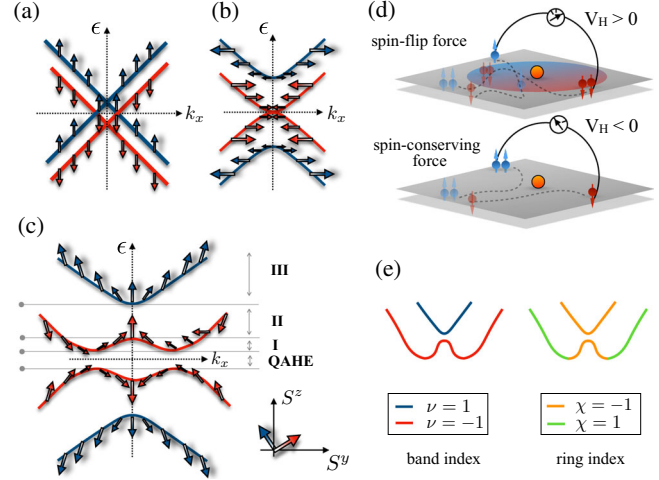 (a)
ϵ
k_x
(b)
ϵ
k_x
(c)
ϵ
III
II
I
QAHE
k_x
S^z
S^y
(d)
spin-flip force
V_H > 0
spin-conserving
force
V_H < 0
(e)
ν = 1
ν = −1
band index
χ = −1
χ = 1
ring index